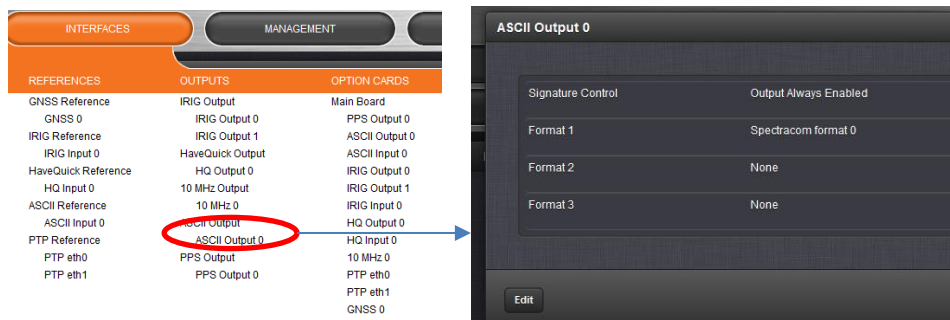 INTERFACES
MANAGEMENT
REFERENCES
GNSS Reference
GNSS 0
IRIG Reference
IRIG Input 0
HaveQuick Reference
HQ Input 0
ASCII Reference
ASCII Input 0
PTP Reference
PTP eth0
PTP eth1
OUTPUTS
IRIG Output
IRIG Output 0
IRIG Output 1
HaveQuick Output
HQ Output 0
10 MHz Output
10 MHz 0
ASCII Output
ASCII Output 0
PPS Output
PPS Output 0
OPTION CARDS
Main Board
PPS Output 0
ASCII Output 0
ASCII Input 0
IRIG Output 0
IRIG Output 1
IRIG Input 0
HQ Output 0
HQ Input 0
10 MHz 0
PTP eth0
PTP eth1
GNSS 0
ASCII Output 0
Signature Control Output Always Enabled
Format 1 Spectracom format 0
Format 2 None
Format 3 None
Edit